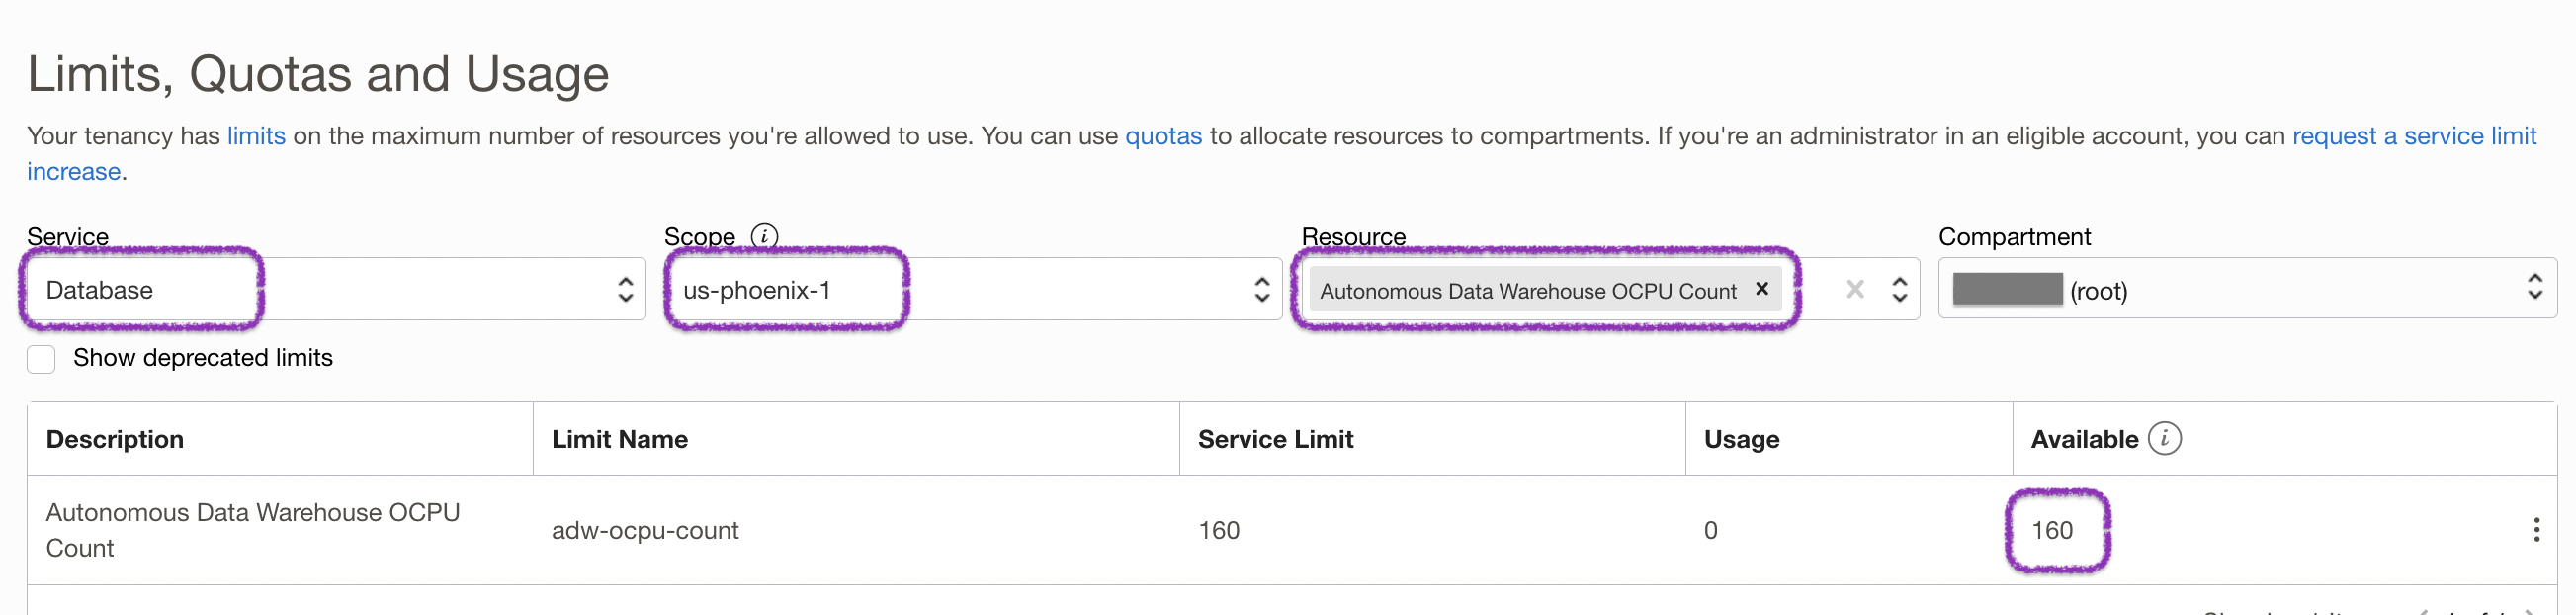 Limits, Quotas and Usage
Your tenancy has limits on the maximum number of resources you're allowed to use. You can use quotas to allocate resources to compartments. If you're an administrator in an eligible account, you can request a service limit
increase.
Service
Scope i
Resource
Compartment
Database
us-phoenix-1
Autonomous Data Warehouse OCPU Count ×
(root)
Show deprecated limits
Description
Limit Name
Service Limit
Usage
Available i
Autonomous Data Warehouse OCPU
Count
adw-ocpu-count
160
0
160